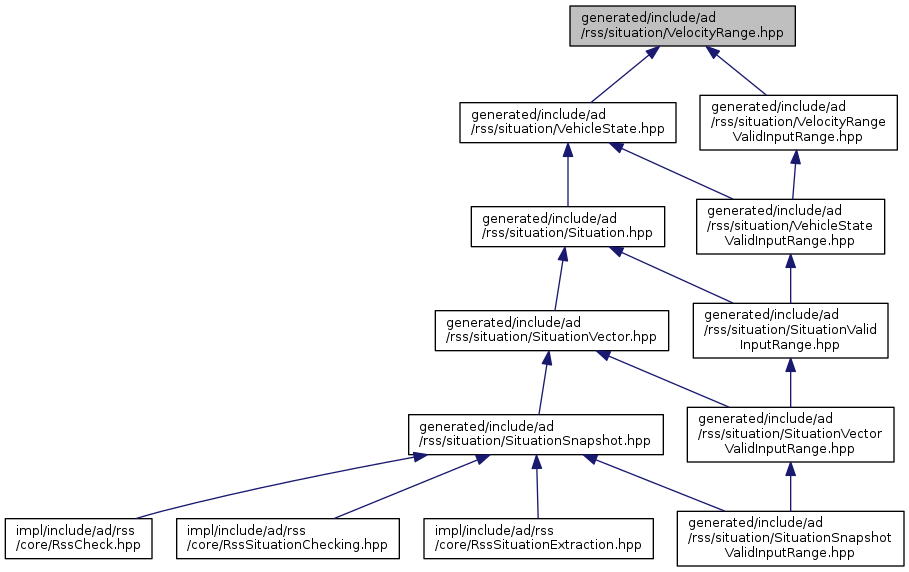 generated/include/ad
/rss/situation/VelocityRange.hpp
generated/include/ad
/rss/situation/VehicleState.hpp
generated/include/ad
/rss/situation/VelocityRange
ValidInputRange.hpp
generated/include/ad
/rss/situation/Situation.hpp
generated/include/ad
/rss/situation/VehicleState
ValidInputRange.hpp
generated/include/ad
/rss/situation/SituationVector.hpp
generated/include/ad
/rss/situation/SituationValid
InputRange.hpp
generated/include/ad
/rss/situation/SituationSnapshot.hpp
generated/include/ad
/rss/situation/SituationVector
ValidInputRange.hpp
impl/include/ad/rss
/core/RssCheck.hpp
impl/include/ad/rss
/core/RssSituationChecking.hpp
impl/include/ad/rss
/core/RssSituationExtraction.hpp
generated/include/ad
/rss/situation/SituationSnapshot
ValidInputRange.hpp